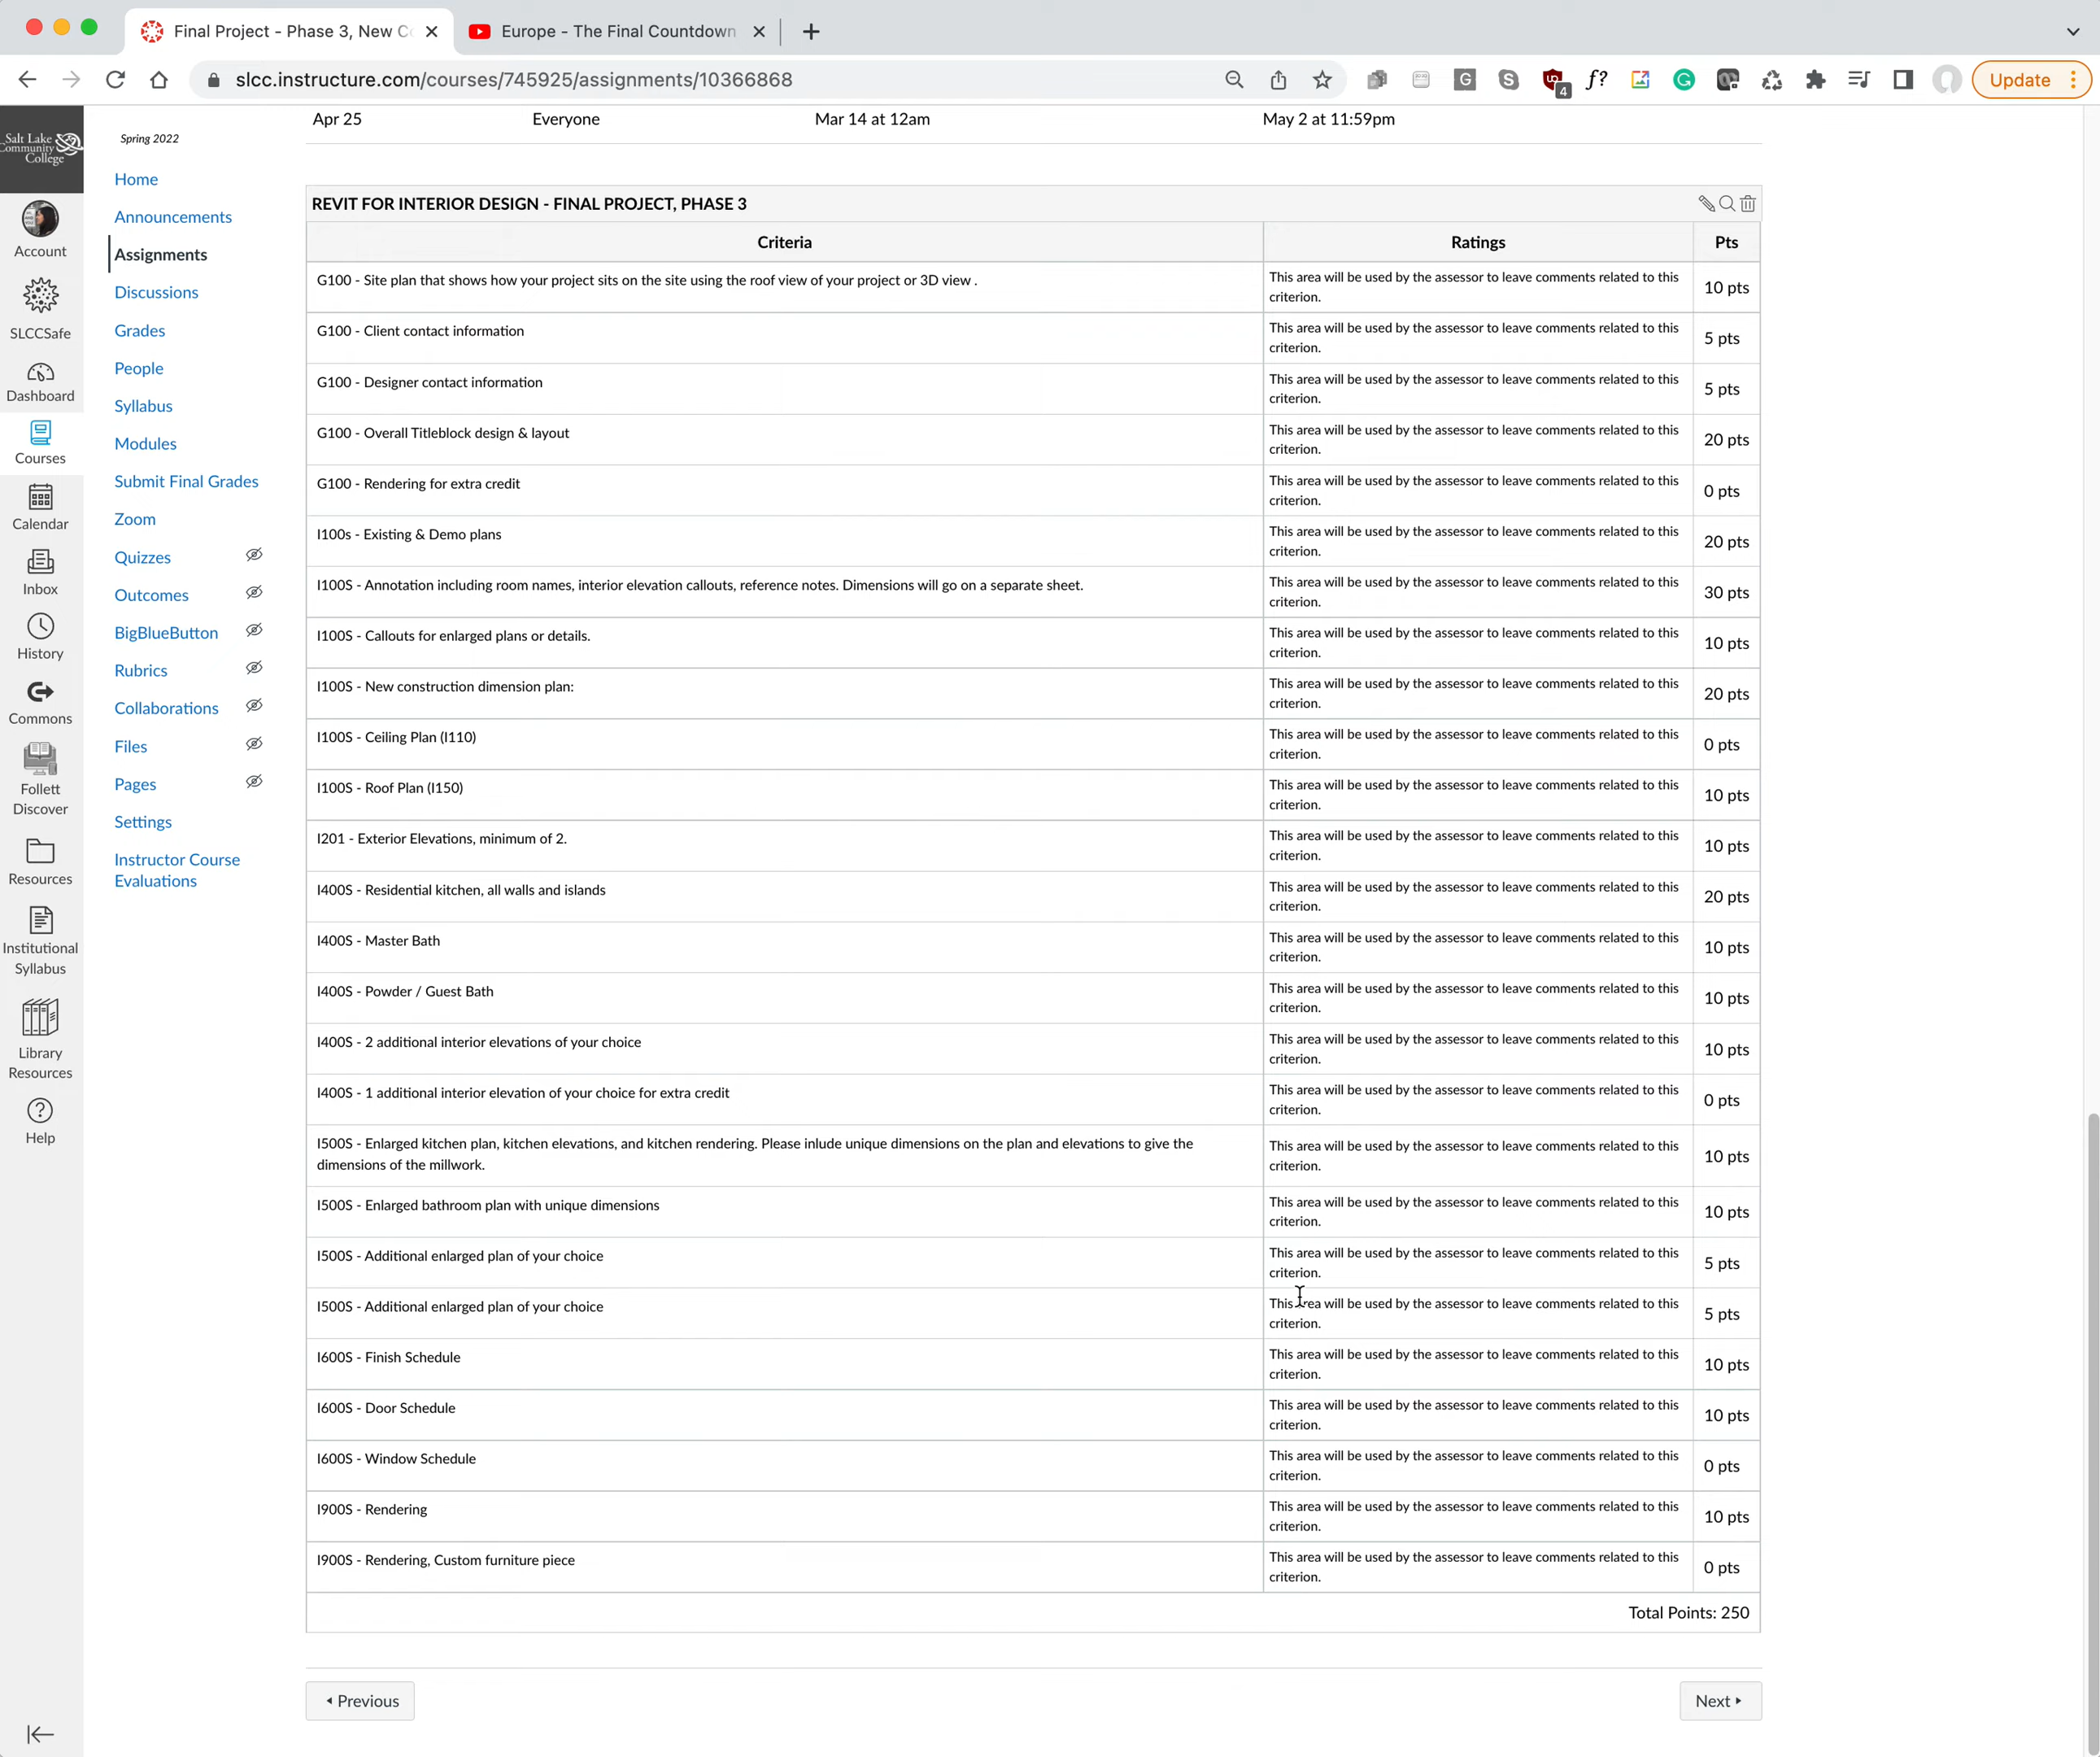 Final Project - Phase 3, New C
Europe - The Final Countdown
slcc.instructure.com/courses/745925/assignments/10366868
4
f?
Update
Salt Lake
Community
College
Account
SLCCSafe
Dashboard
Courses
Calendar
Inbox
History
Commons
Follett
Discover
Resources
Institutional
Syllabus
Library
Resources
Help
Spring 2022
Home
Announcements
Assignments
Discussions
Grades
People
Syllabus
Modules
Submit Final Grades
Zoom
Quizzes
Outcomes
BigBlueButton
Rubrics
Collaborations
Files
Pages
Settings
Instructor Course
Evaluations
Apr 25 Everyone Mar 14 at 12am May 2 at 11:59pm
REVIT FOR INTERIOR DESIGN - FINAL PROJECT, PHASE 3
Criteria Ratings Pts
G100 - Site plan that shows how your project sits on the site using the roof view of your project or 3D view .
This area will be used by the assessor to leave comments related to this
criterion.
10 pts
G100 - Client contact information
This area will be used by the assessor to leave comments related to this
criterion.
5 pts
G100 - Designer contact information
This area will be used by the assessor to leave comments related to this
criterion.
5 pts
G100 - Overall Titleblock design & layout
This area will be used by the assessor to leave comments related to this
criterion.
20 pts
G100 - Rendering for extra credit
This area will be used by the assessor to leave comments related to this
criterion.
0 pts
I100s - Existing & Demo plans
This area will be used by the assessor to leave comments related to this
criterion.
20 pts
I100S - Annotation including room names, interior elevation callouts, reference notes. Dimensions will go on a separate sheet.
This area will be used by the assessor to leave comments related to this
criterion.
30 pts
I100S - Callouts for enlarged plans or details.
This area will be used by the assessor to leave comments related to this
criterion.
10 pts
I100S - New construction dimension plan:
This area will be used by the assessor to leave comments related to this
criterion.
20 pts
I100S - Ceiling Plan (I110)
This area will be used by the assessor to leave comments related to this
criterion.
0 pts
I100S - Roof Plan (I150)
This area will be used by the assessor to leave comments related to this
criterion.
10 pts
I201 - Exterior Elevations, minimum of 2.
This area will be used by the assessor to leave comments related to this
criterion.
10 pts
I400S - Residential kitchen, all walls and islands
This area will be used by the assessor to leave comments related to this
criterion.
20 pts
I400S - Master Bath
This area will be used by the assessor to leave comments related to this
criterion.
10 pts
I400S - Powder / Guest Bath
This area will be used by the assessor to leave comments related to this
criterion.
10 pts
I400S - 2 additional interior elevations of your choice
This area will be used by the assessor to leave comments related to this
criterion.
10 pts
I400S - 1 additional interior elevation of your choice for extra credit
This area will be used by the assessor to leave comments related to this
criterion.
0 pts
I500S - Enlarged kitchen plan, kitchen elevations, and kitchen rendering. Please inlude unique dimensions on the plan and elevations to give the
dimensions of the millwork.
This area will be used by the assessor to leave comments related to this
criterion.
10 pts
I500S - Enlarged bathroom plan with unique dimensions
This area will be used by the assessor to leave comments related to this
criterion.
10 pts
I500S - Additional enlarged plan of your choice
This area will be used by the assessor to leave comments related to this
criterion.
5 pts
I500S - Additional enlarged plan of your choice
This area will be used by the assessor to leave comments related to this
criterion.
5 pts
I600S - Finish Schedule
This area will be used by the assessor to leave comments related to this
criterion.
10 pts
I600S - Door Schedule
This area will be used by the assessor to leave comments related to this
criterion.
10 pts
I600S - Window Schedule
This area will be used by the assessor to leave comments related to this
criterion.
0 pts
I900S - Rendering
This area will be used by the assessor to leave comments related to this
criterion.
10 pts
I900S - Rendering, Custom furniture piece
This area will be used by the assessor to leave comments related to this
criterion.
0 pts
Total Points: 250
Previous
Next